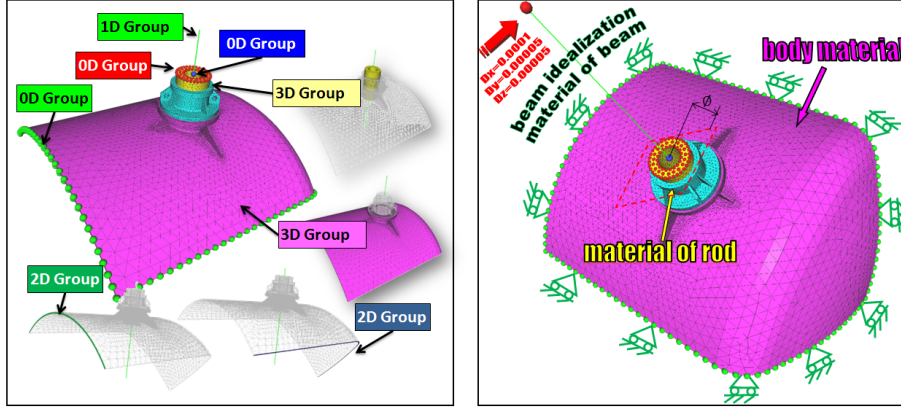 1D Group
0D Group
0D Group
0D Group
3D Group
3D Group
2D Group
2D Group
Dx=0.0001
Dy=0.00005
Dz=0.00005
beam idealization
material of beam
body material
Ø
material of rod